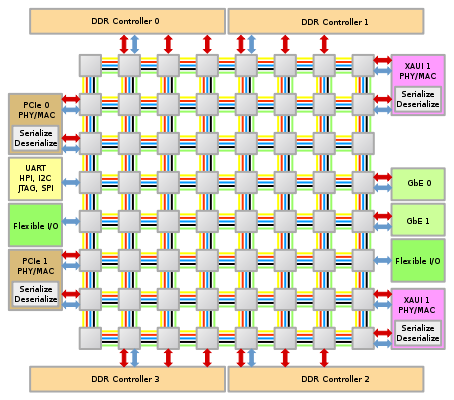 DDR Controller 0
DDR Controller 1
XAUI 1
PHY/MAC
Serialize
Deserialize
PCIe 0
PHY/MAC
Serialize
Deserialize
UART
HPI, I2C
JTAG, SPI
GbE 0
Flexible I/O
GbE 1
PCIe 1
PHY/MAC
Serialize
Deserialize
Flexible I/O
XAUI 1
PHY/MAC
Serialize
Deserialize
DDR Controller 3
DDR Controller 2